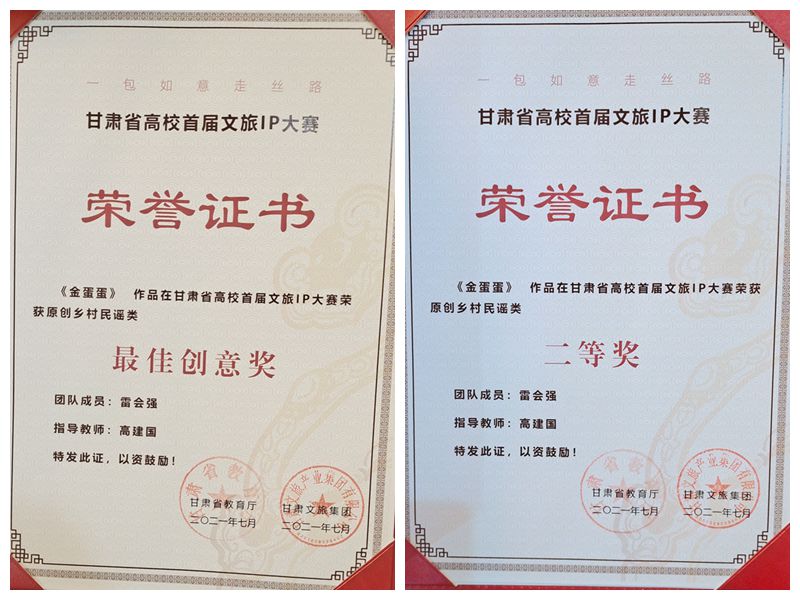 一包如意走丝路
甘肃省高校首届文旅IP大赛
荣誉证书
《金蛋蛋》 作品在甘肃省高校首届文旅IP大赛荣
获原创乡村民谣类
最佳创意奖
团队成员：雷会强
指导教师：高建国
特发此证，以资鼓励！
甘肃省教育厅
二〇二一年七月
甘肃文旅集团
二〇二一年七月
一包如意走丝路
甘肃省高校首届文旅IP大赛
荣誉证书
《金蛋蛋》 作品在甘肃省高校首届文旅IP大赛荣获
原创乡村民谣类
二等奖
团队成员：雷会强
指导教师：高建国
特发此证，以资鼓励！
甘肃省教育厅
二〇二一年七月
甘肃文旅集团
二〇二一年七月